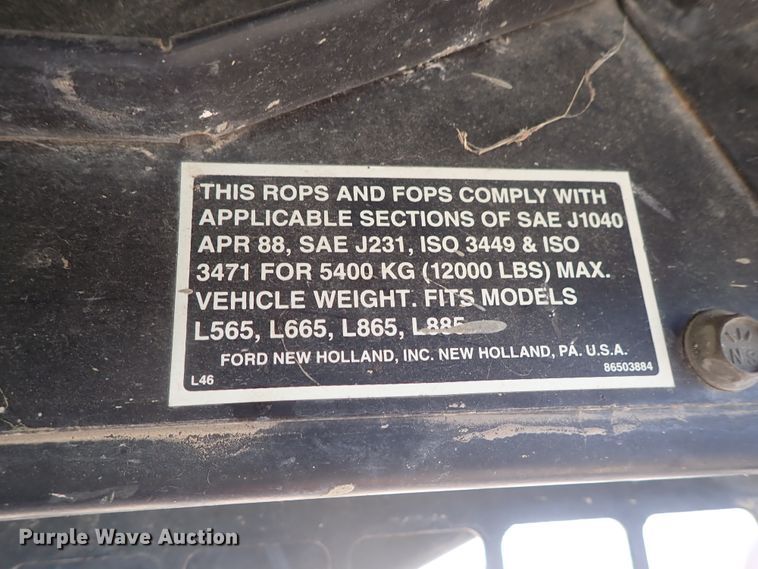 THIS ROPS AND FOPS COMPLY WITH
APPLICABLE SECTIONS OF SAE J1040
APR 88, SAE J231, ISO 3449 & ISO
3471 FOR 5400 KG (12000 LBS) MAX.
VEHICLE WEIGHT. FITS MODELS
L565, L665, L865, L885
FORD NEW HOLLAND, INC. NEW HOLLAND, PA. U.S.A.
L46 86503884
Purple Wave Auction